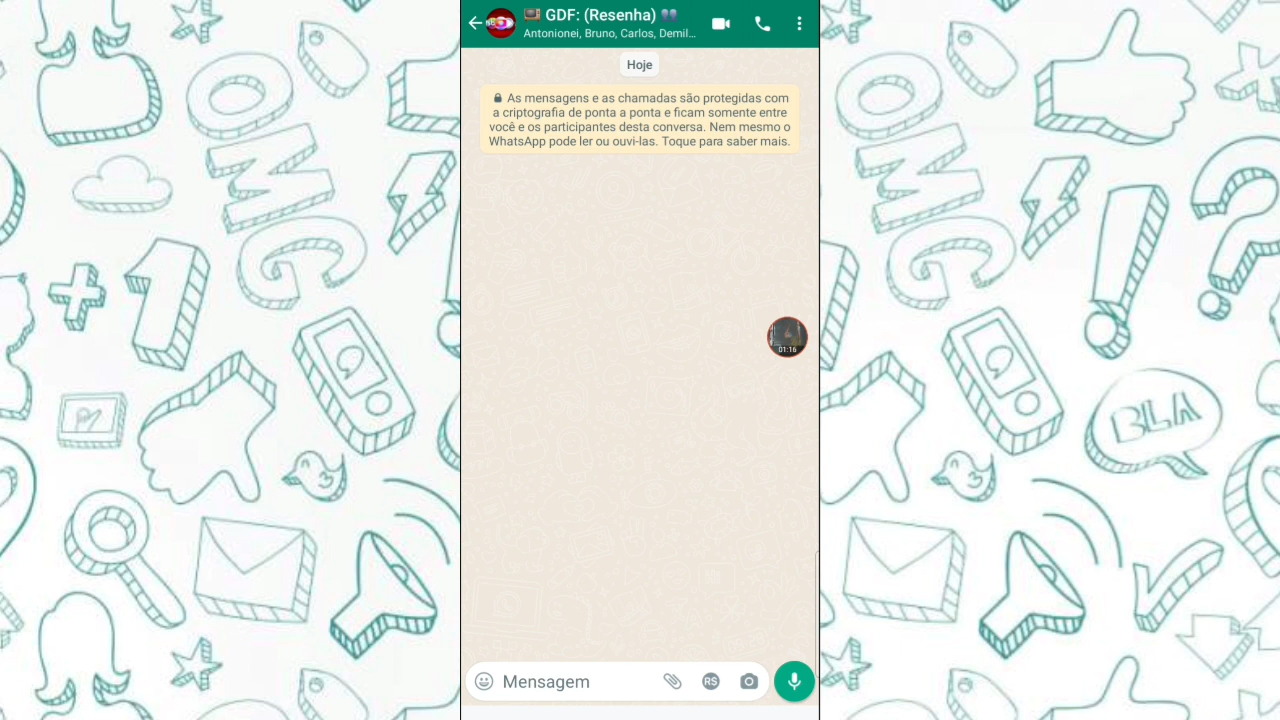 GDF: (Resenha)
Antonionei, Bruno, Carlos, Demil...
Hoje
As mensagens e as chamadas são protegidas com
a criptografia de ponta a ponta e ficam somente entre
você e os participantes desta conversa. Nem mesmo o
WhatsApp pode ler ou ouvi-las. Toque para saber mais.
01:16
Mensagem
RS
OMG
OMG
1
BLA